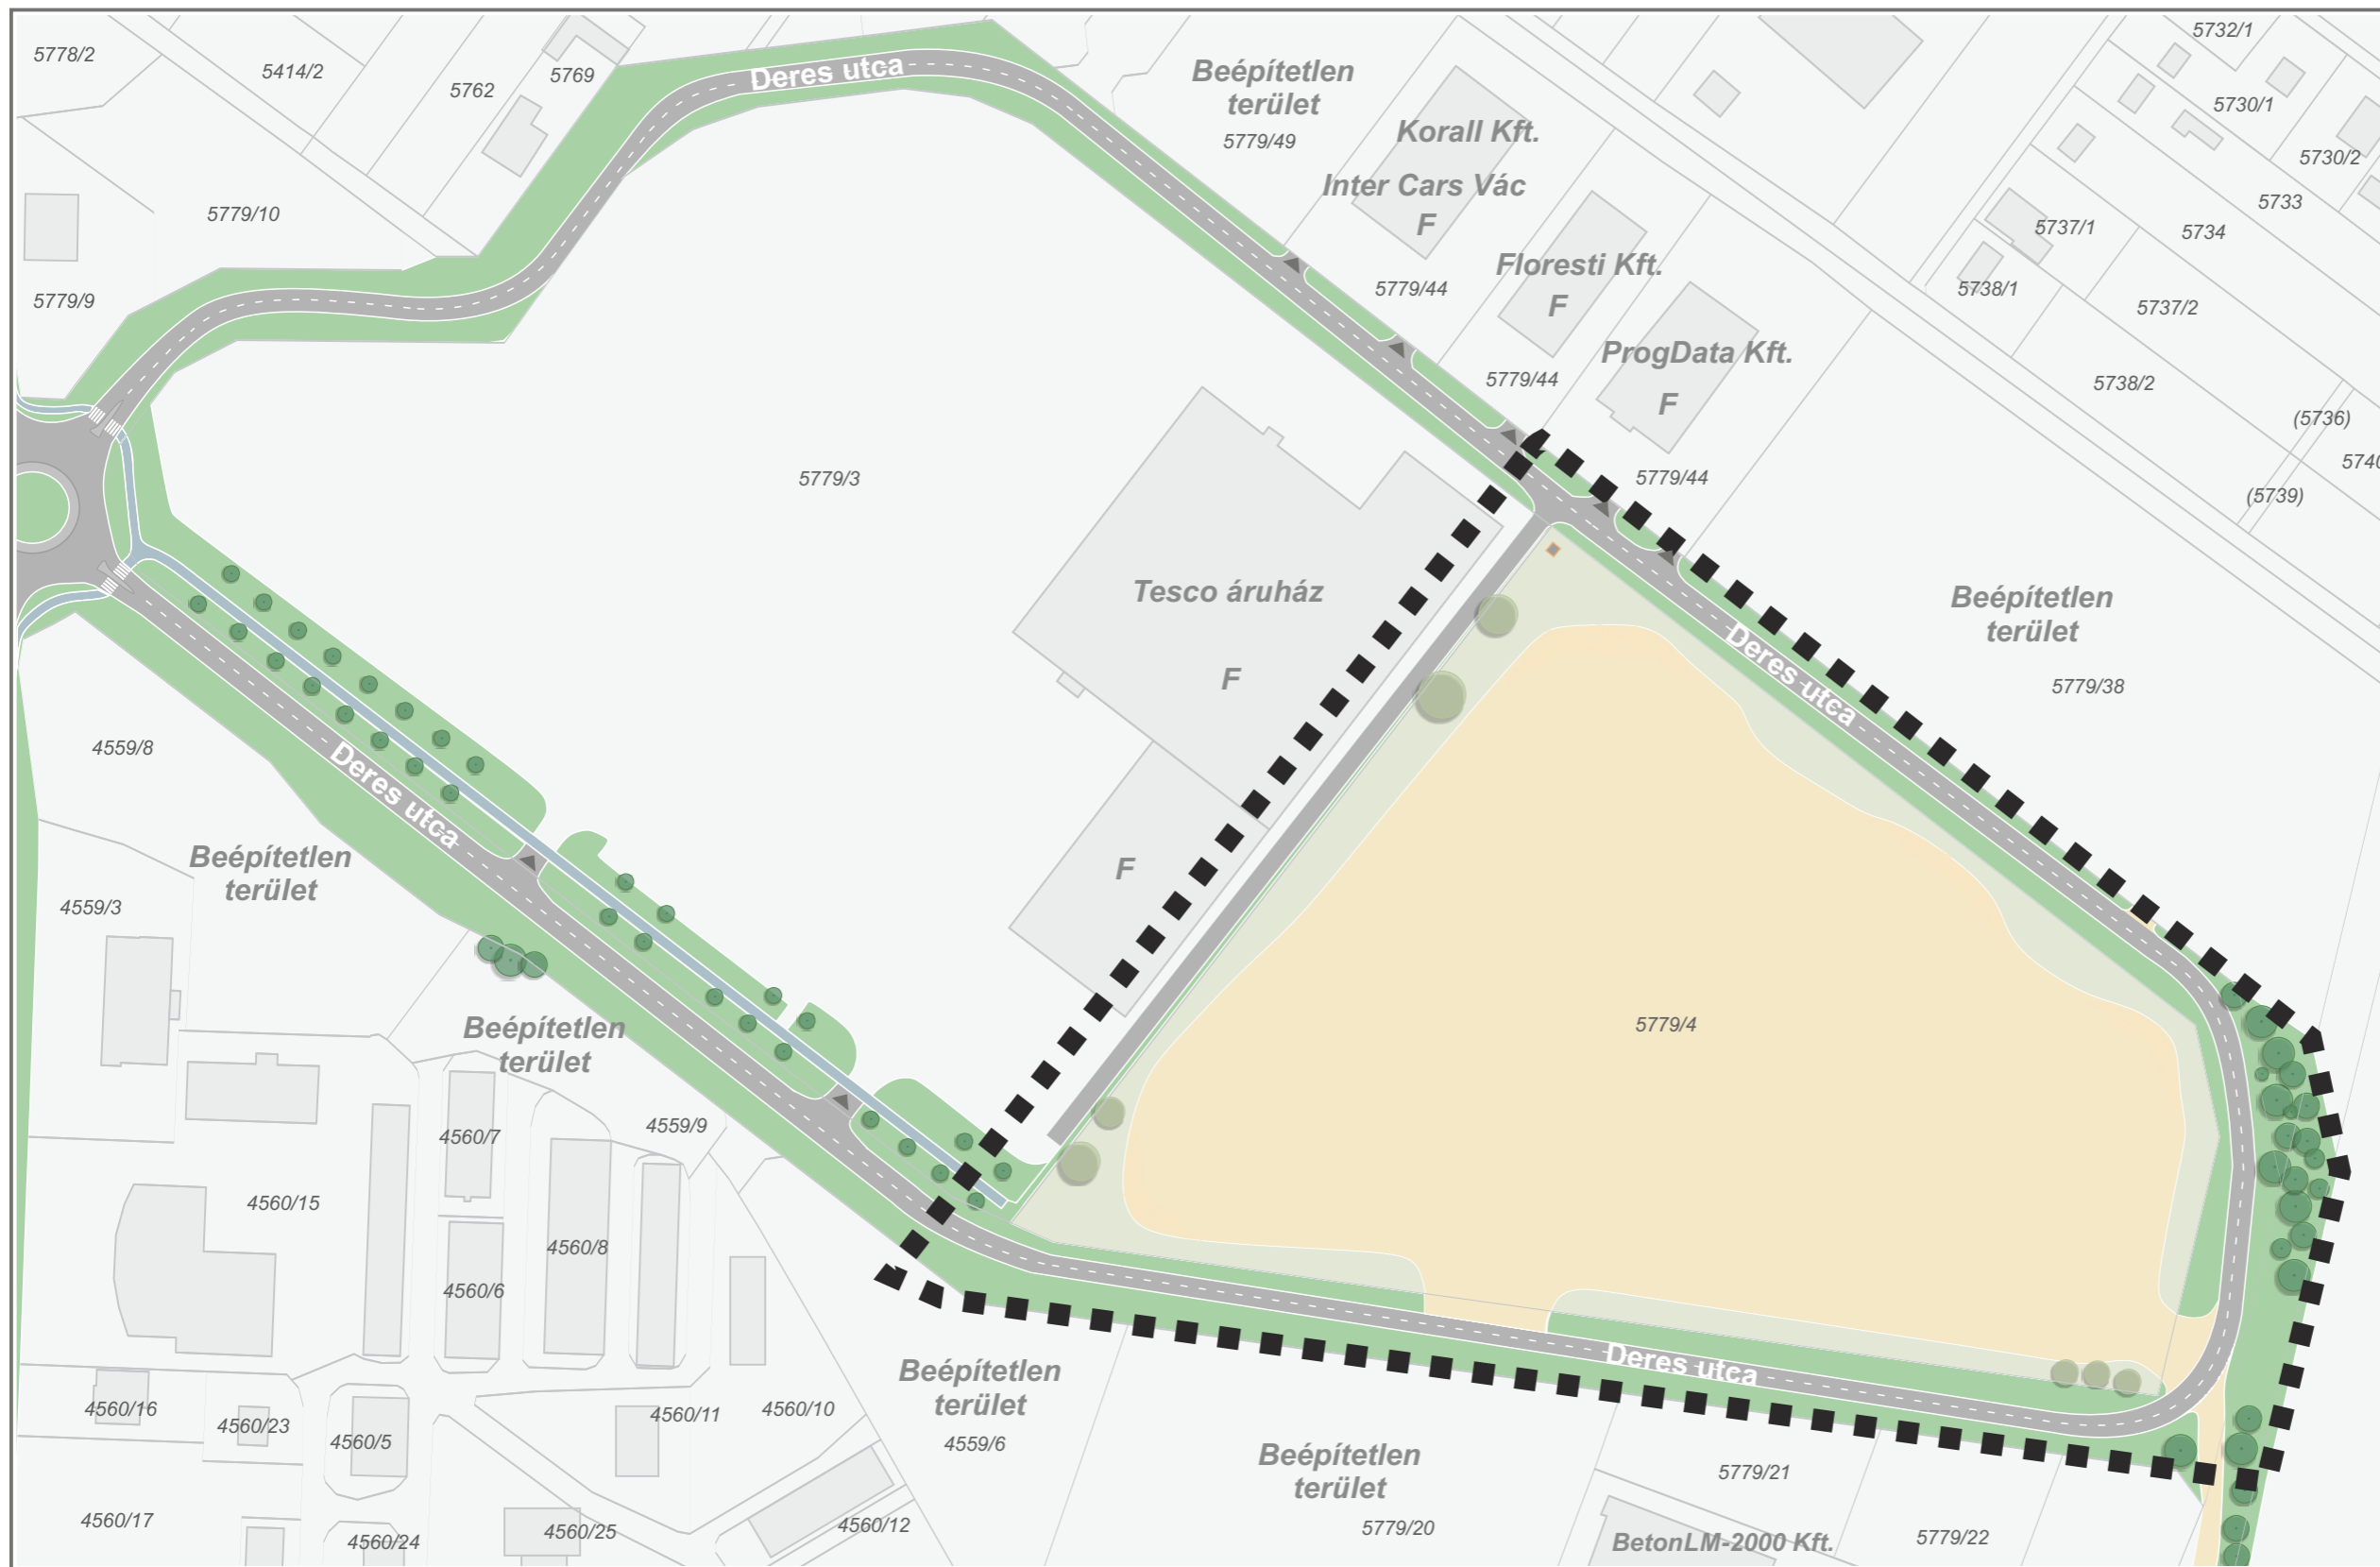 5778/2
5414/2
5762
5769
Deres utca
Beépítetlen
terület
5779/49
Korall Kft.
Inter Cars Vác
F
5732/1
5730/1
5730/2
5733
5734
5737/1
5738/1
5737/2
5738/2
(5736)
(5739)
5779/10
5779/9
5779/44
Floresti Kft.
F
5779/44
ProgData Kft.
F
5779/44
5779/3
Tesco áruház
F
F
Beépítetlen
terület
5779/38
Deres utca
4559/8
Deres utca
Beépítetlen
terület
4559/3
Beépítetlen
terület
5779/4
4559/9
4560/7
4560/15
4560/8
4560/6
4560/16
4560/23
4560/5
4560/11
4560/10
Beépítetlen
terület
4559/6
Deres utca
Beépítetlen
terület
5779/20
5779/21
BetonLM-2000 Kft.
5779/22
4560/17
4560/24
4560/25
4560/12